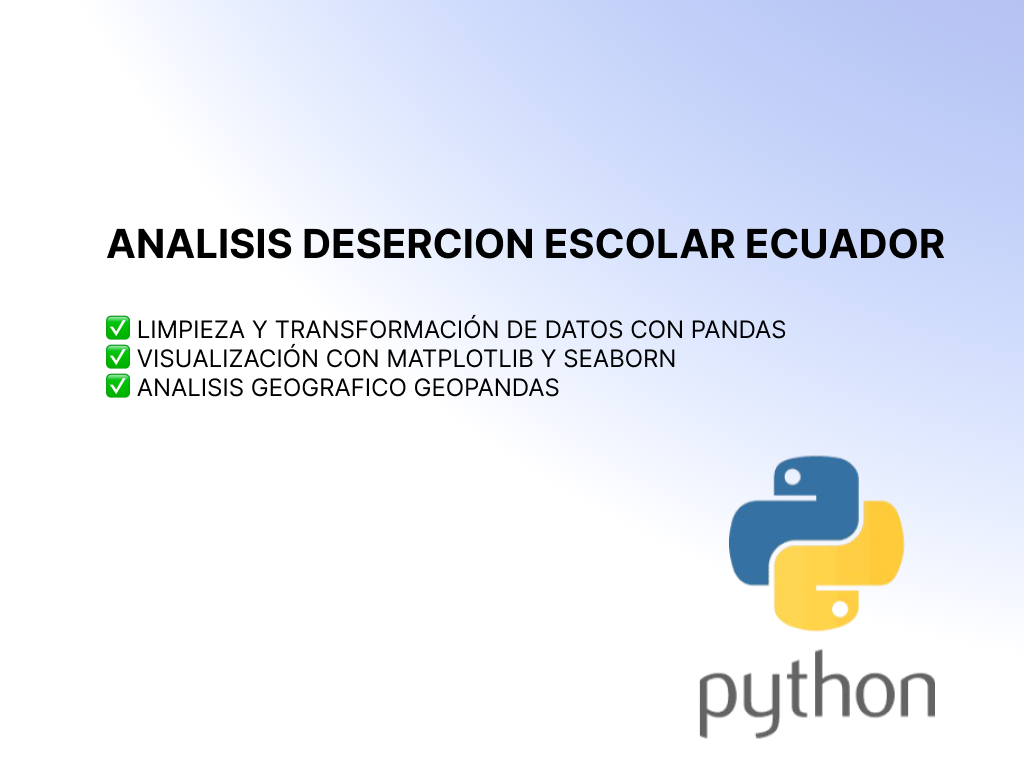 ANALISIS DESERCION ESCOLAR ECUADOR
✅ LIMPIEZA Y TRANSFORMACIÓN DE DATOS CON PANDAS
✅ VISUALIZACIÓN CON MATPLOTLIB Y SEABORN
✅ ANALISIS GEOGRAFICO GEOPANDAS
python